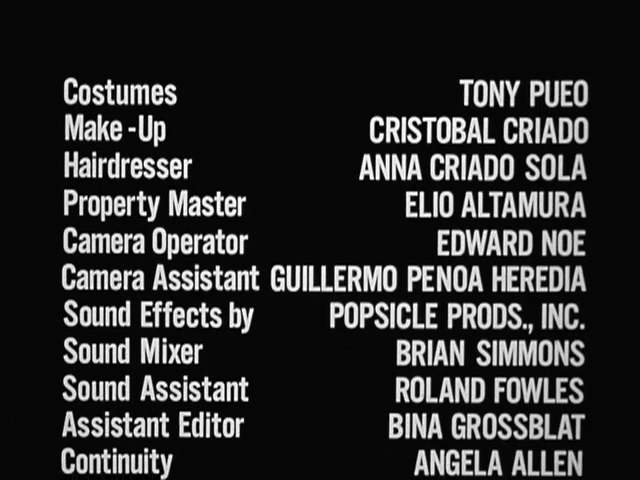 Costumes TONY PUEO
Make-Up CRISTOBAL CRIADO
Hairdresser ANNA CRIADO SOLA
Property Master ELIO ALTAMURA
Camera Operator EDWARD NOE
Camera Assistant GUILLERMO PENOA HEREDIA
Sound Effects by POPSICLE PRODS., INC.
Sound Mixer BRIAN SIMMONS
Sound Assistant ROLAND FOWLES
Assistant Editor BINA GROSSBLAT
Continuity ANGELA ALLEN